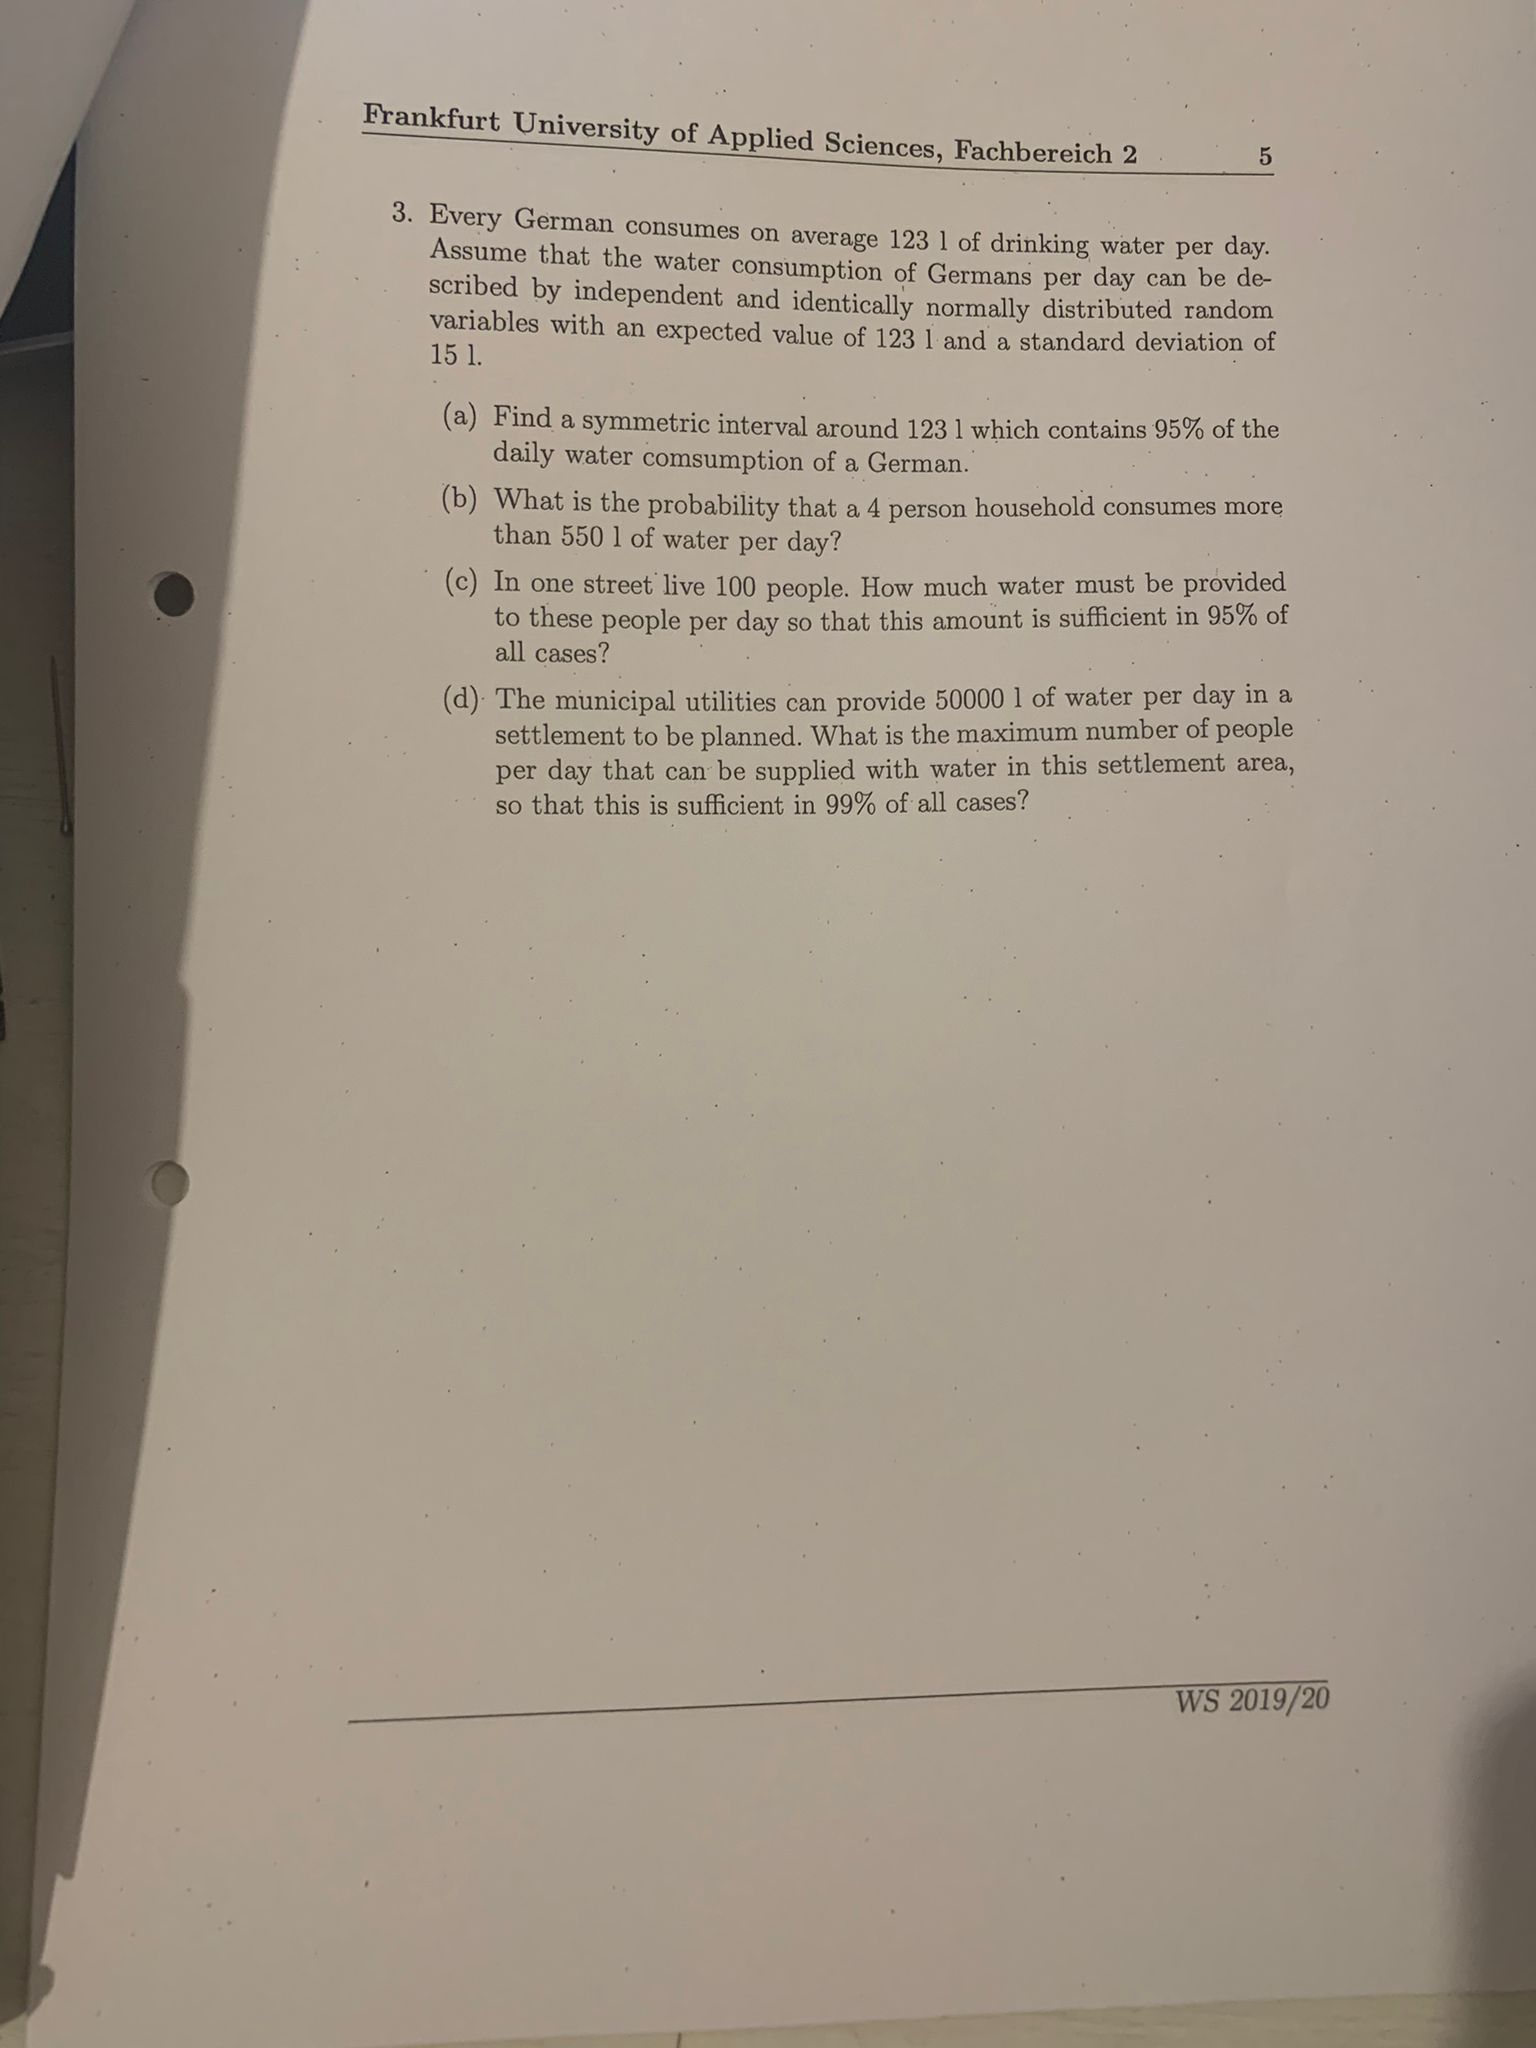 Frankfurt University of Applied Sciences, Fachbereich 2 5
3. Every German consumes on average 123 l of drinking water per day.
Assume that the water consumption of Germans per day can be de-
scribed by independent and identically normally distributed random
variables with an expected value of 123 l and a standard deviation of
15 l.
(a) Find a symmetric interval around 123 l which contains 95% of the
daily water comsumption of a German.
(b) What is the probability that a 4 person household consumes more
than 550 l of water per day?
(c) In one street live 100 people. How much water must be provided
to these people per day so that this amount is sufficient in 95% of
all cases?
(d) The municipal utilities can provide 50000 l of water per day in a
settlement to be planned. What is the maximum number of people
per day that can be supplied with water in this settlement area,
so that this is sufficient in 99% of all cases?
WS 2019/20